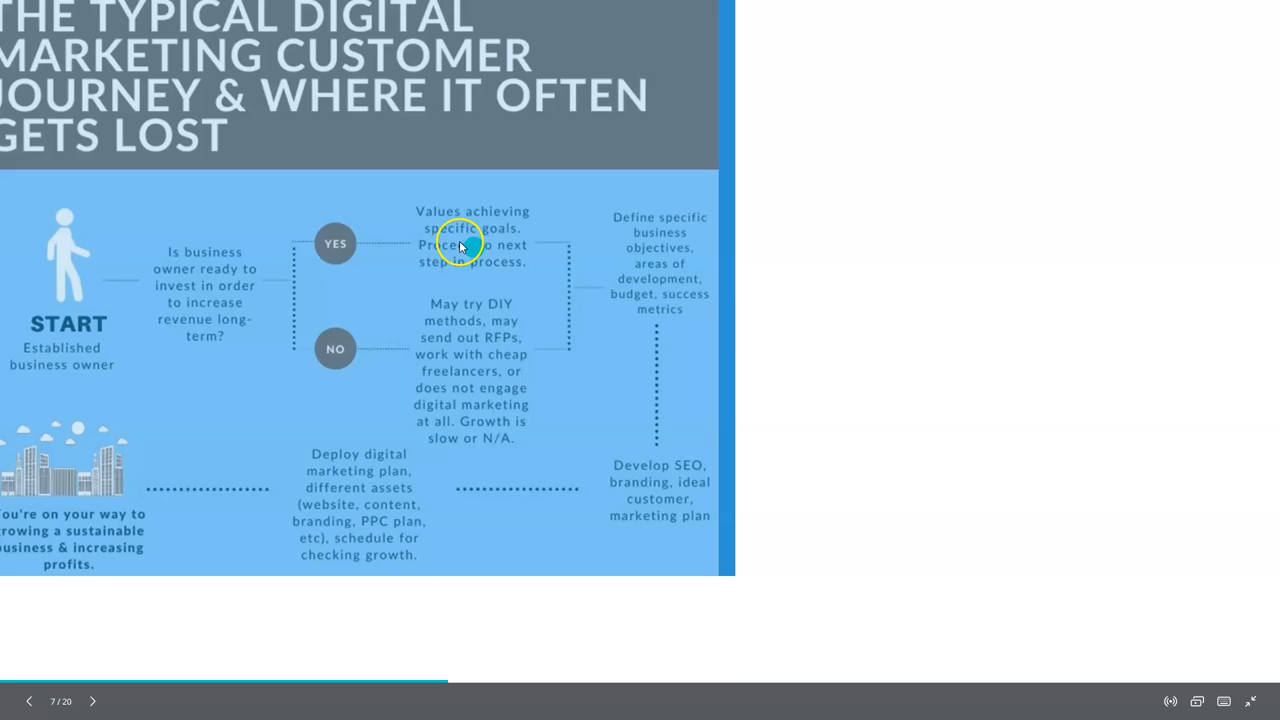 THE TYPICAL DIGITAL
MARKETING CUSTOMER
JOURNEY & WHERE IT OFTEN
GETS LOST
START
Established
business owner
Is business
owner ready to
invest in order
to increase
revenue long-
term?
YES
NO
Values achieving
specific goals.
next
step in process.
May try DIY
methods, may
send out RFPs,
work with cheap
freelancers, or
does not engage
digital marketing
at all. Growth is
slow or N/A.
Define specific
business
objectives,
areas of
development,
budget, success
metrics
Develop SEO,
branding, ideal
customer,
marketing plan
Deploy digital
marketing plan,
different assets
(website, content,
branding, PPC plan,
etc), schedule for
checking growth.
You're on your way to
growing a sustainable
business & increasing
profits.
7 / 20